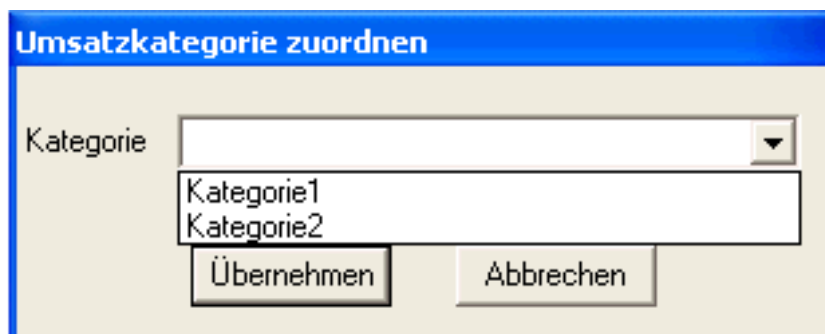 Umsatzkategorie zuordnen
Kategorie
Kategorie1
Kategorie2
Übernehmen Abbrechen